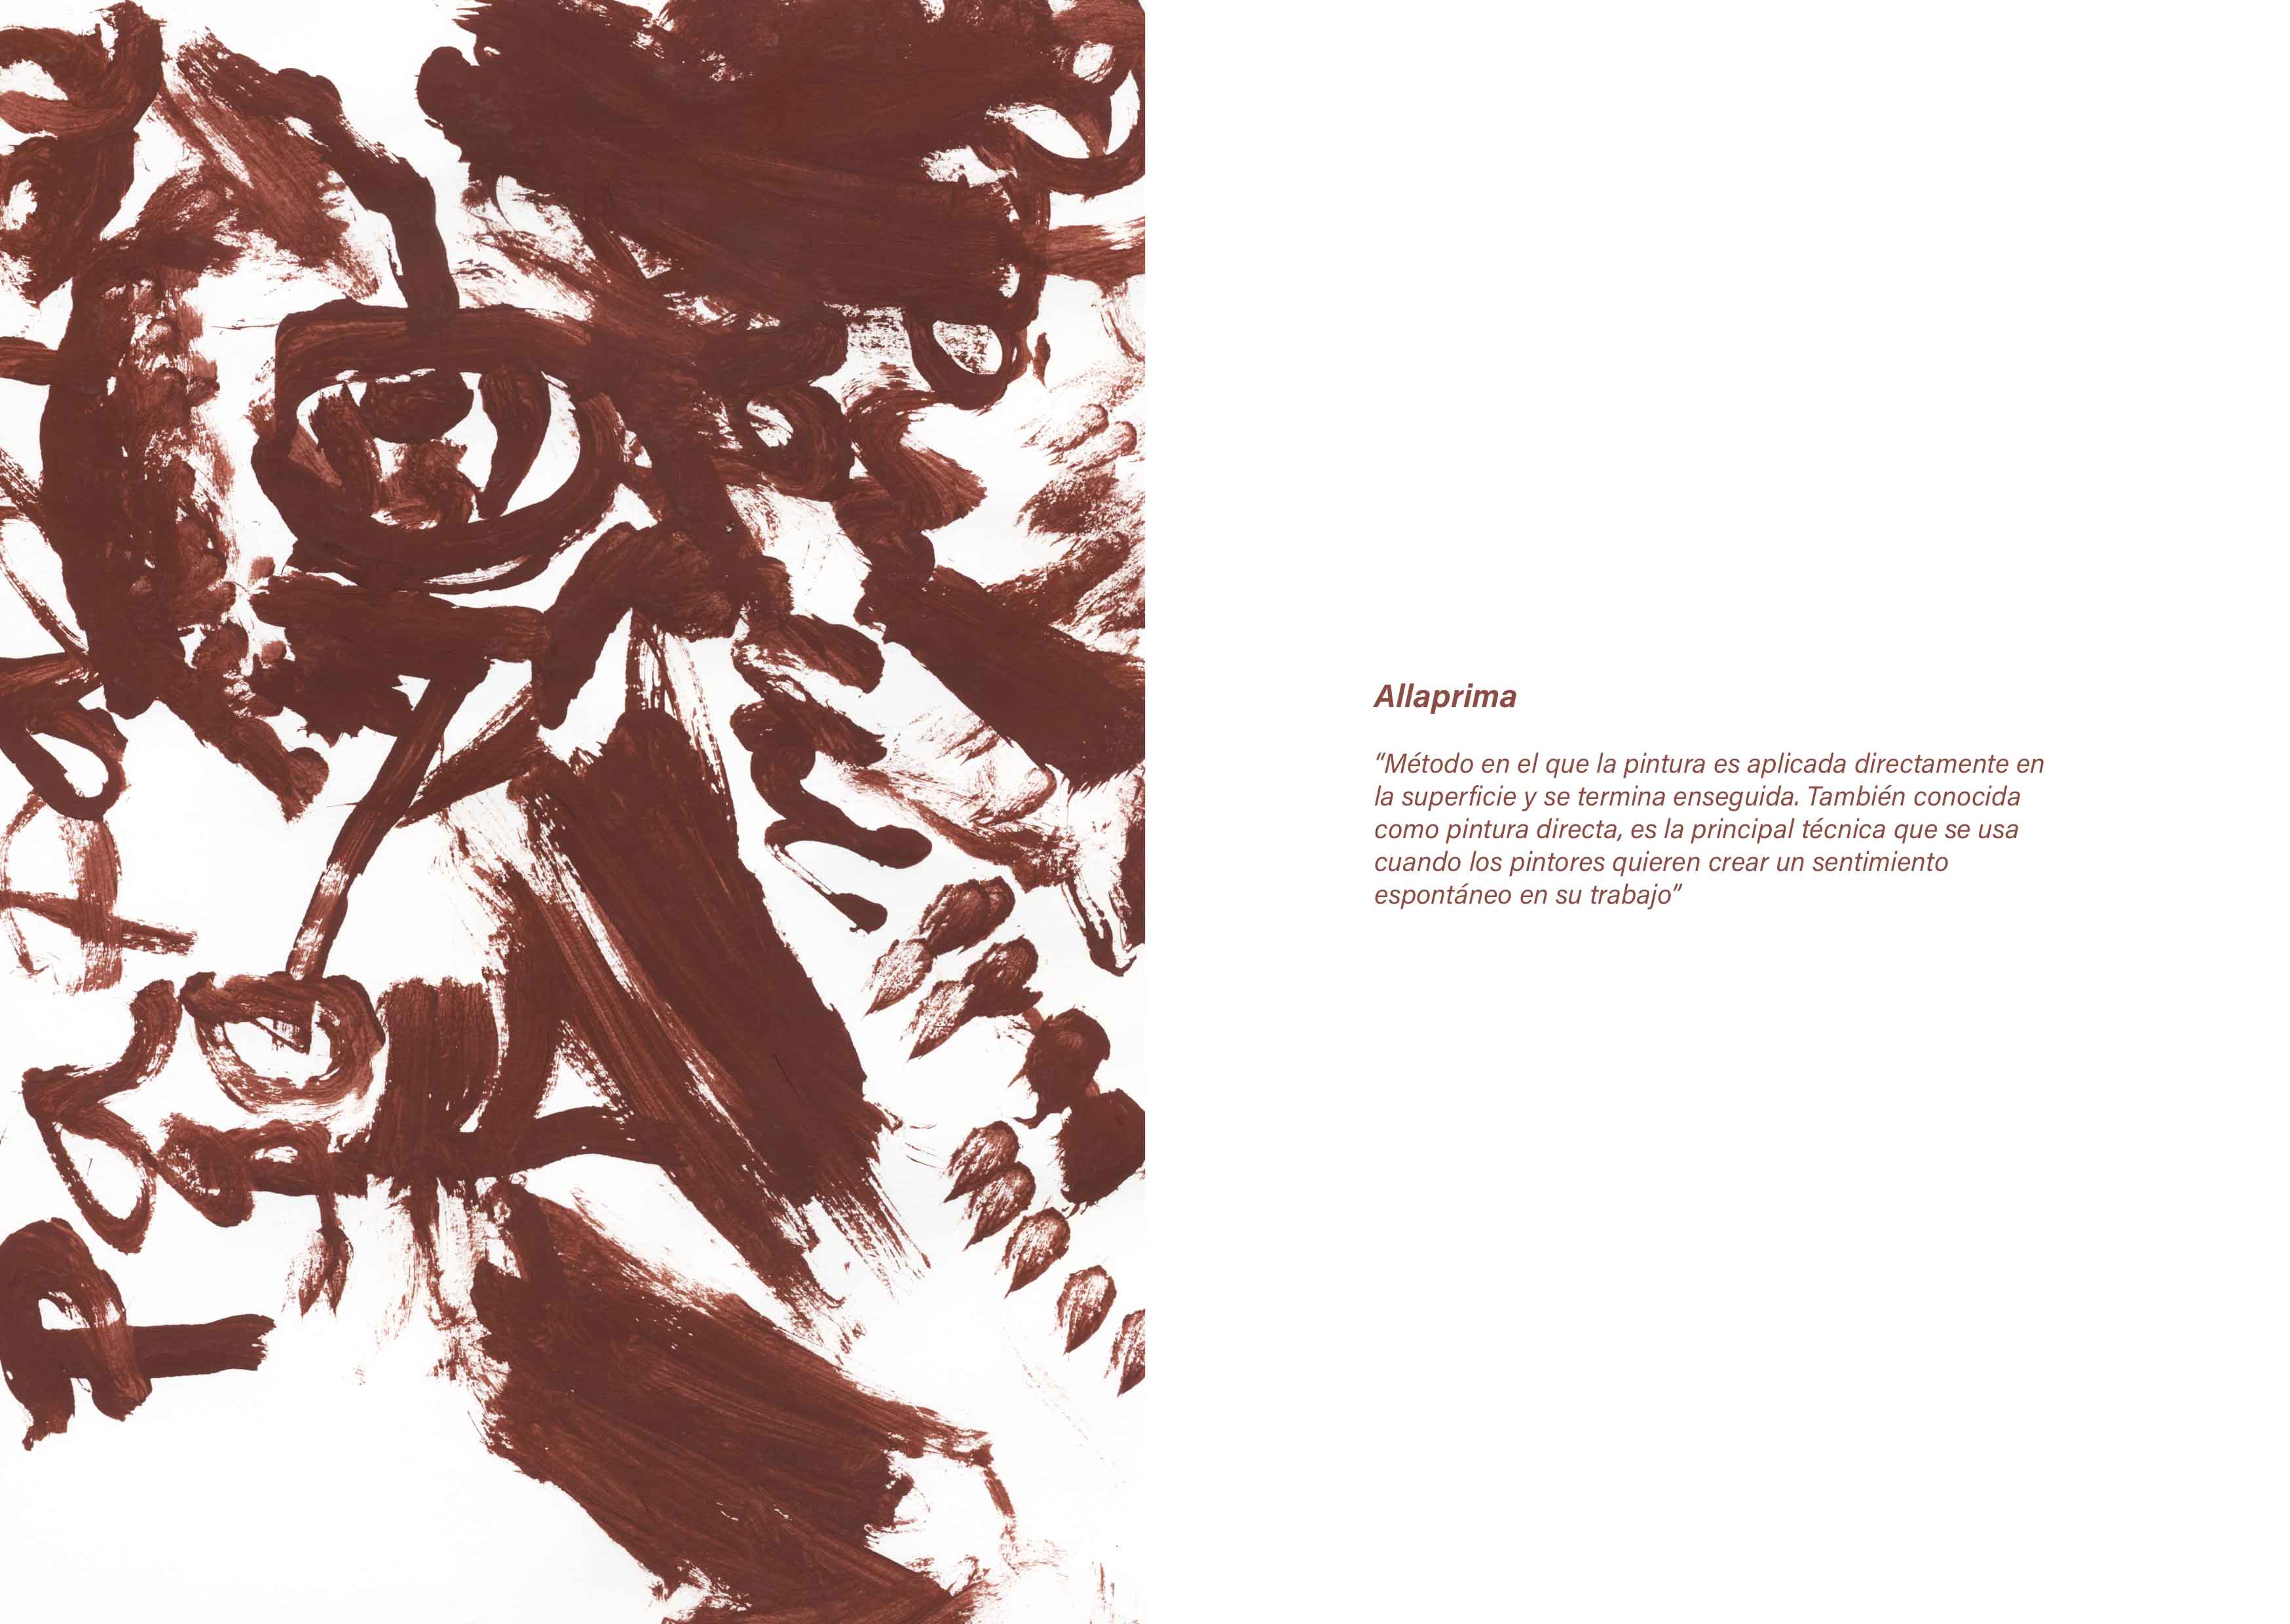 Allaprima
“Método en el que la pintura es aplicada directamente en
la superficie y se termina enseguida. También conocida
como pintura directa, es la principal técnica que se usa
cuando los pintores quieren crear un sentimiento
espontáneo en su trabajo”